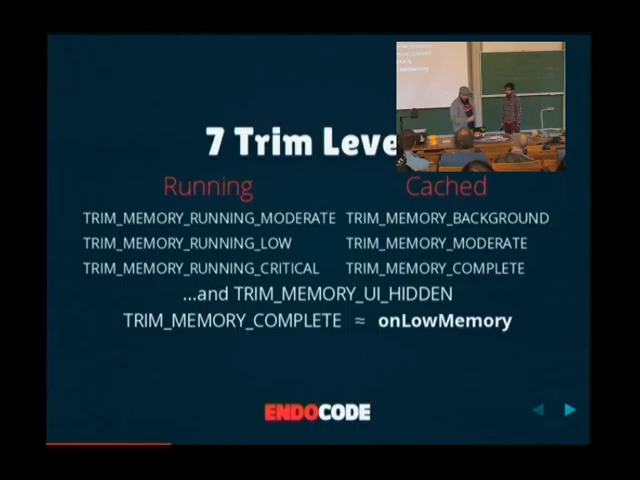 7 Trim Leve
Running Cached
TRIM_MEMORY_RUNNING_MODERATE TRIM_MEMORY_BACKGROUND
TRIM_MEMORY_RUNNING_LOW TRIM_MEMORY_MODERATE
TRIM_MEMORY_RUNNING_CRITICAL TRIM_MEMORY_COMPLETE
...and TRIM_MEMORY_UI_HIDDEN
TRIM_MEMORY_COMPLETE ≈ onLowMemory
ENDOCODE